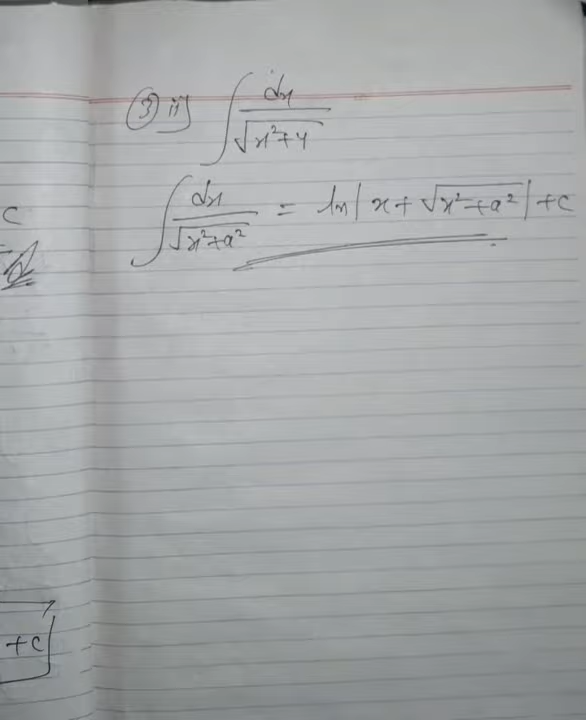 ③ ii) ∫ dx / √(x²+4)
∫ dx / √(x²+a²) = ln| x + √(x²+a²) | + c
c
+c